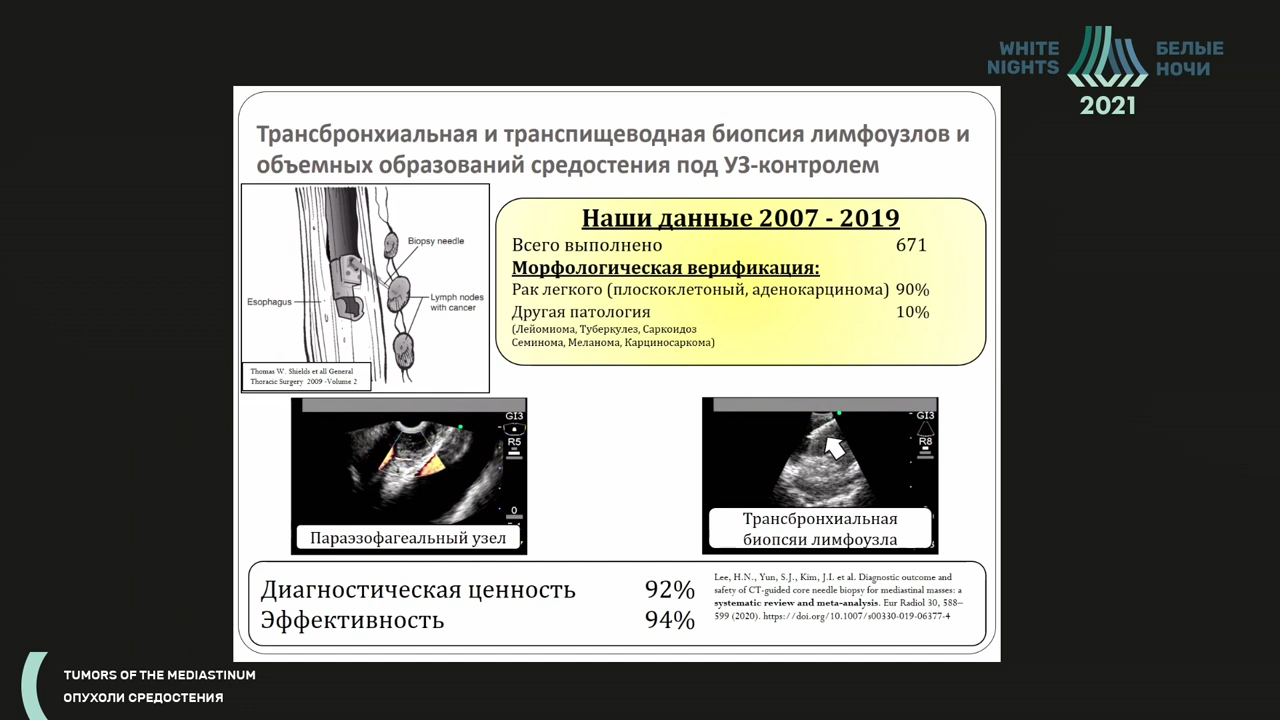 WHITE
NIGHTS
БЕЛЫЕ
НОЧИ
2021
Трансбронхиальная и транспищеводная биопсия лимфоузлов и
объемных образований средостения под УЗ-контролем
Biopsy needle
Esophagus
Lymph nodes
with cancer
Thomas W. Shields et all General
Thoracic Surgery 2009 -Volume 2
Наши данные 2007 - 2019
Всего выполнено 671
Морфологическая верификация:
Рак легкого (плоскоклетоный, аденокарцинома) 90%
Другая патология 10%
(Лейомиома, Туберкулез, Саркоидоз
Семинома, Меланома, Карциносаркома)
GI3
R5
0
Параэзофагеальный узел
GI3
R8
Трансбронхиальная
биопсяи лимфоузла
Диагностическая ценность 92%
Эффективность 94%
Lee, H.N., Yun, S.J., Kim, J.I. et al. Diagnostic outcome and
safety of CT-guided core needle biopsy for mediastinal masses: a
systematic review and meta-analysis. Eur Radiol 30, 588–
599 (2020). https://doi.org/10.1007/s00330-019-06377-4
TUMORS OF THE MEDIASTINUM
ОПУХОЛИ СРЕДОСТЕНИЯ